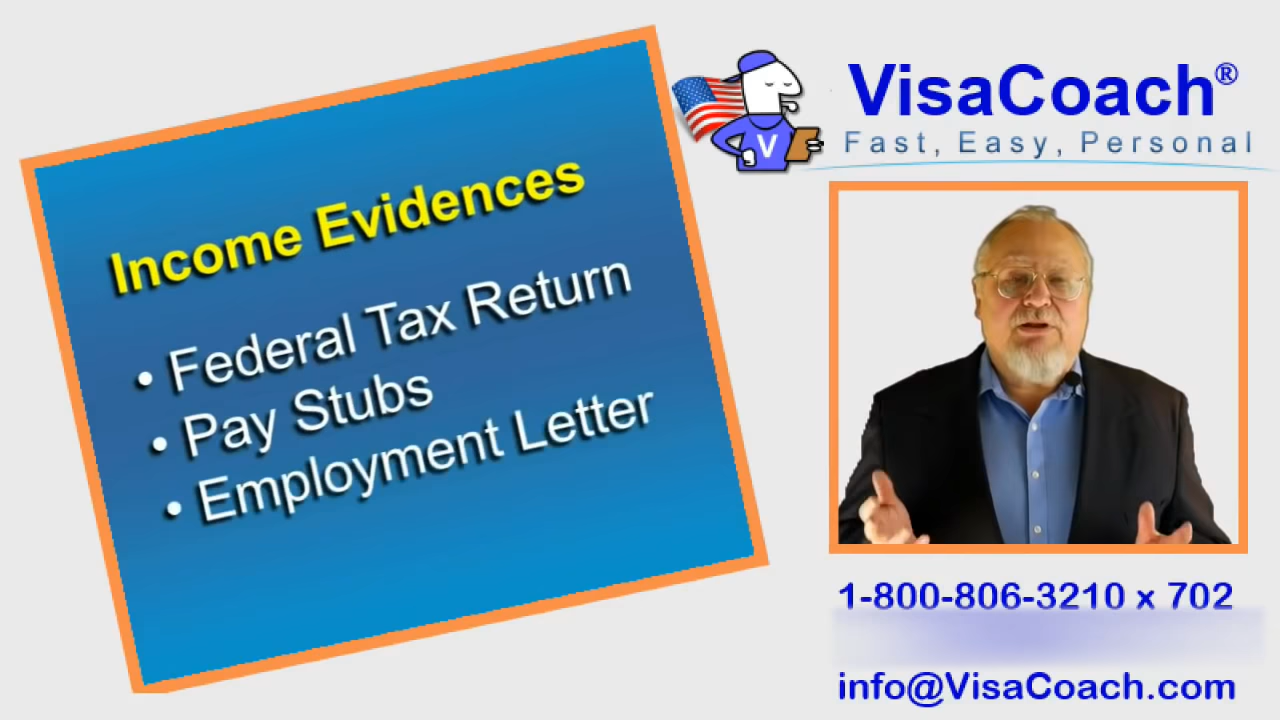 Income Evidences
• Federal Tax Return
• Pay Stubs
• Employment Letter
VisaCoach®
Fast, Easy, Personal
V
1-800-806-3210 x 702
info@VisaCoach.com